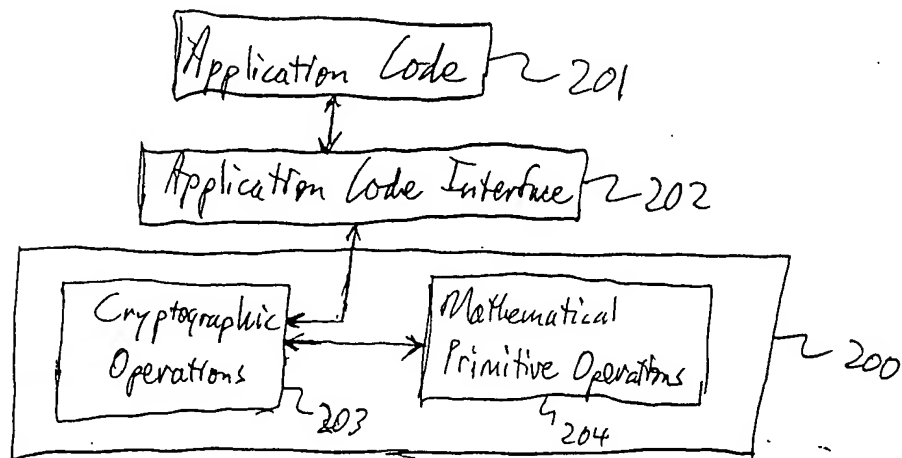 Application Code
201
Application Code Interface
202
Cryptographic
Operations
203
Mathematical
Primitive Operations
204
200